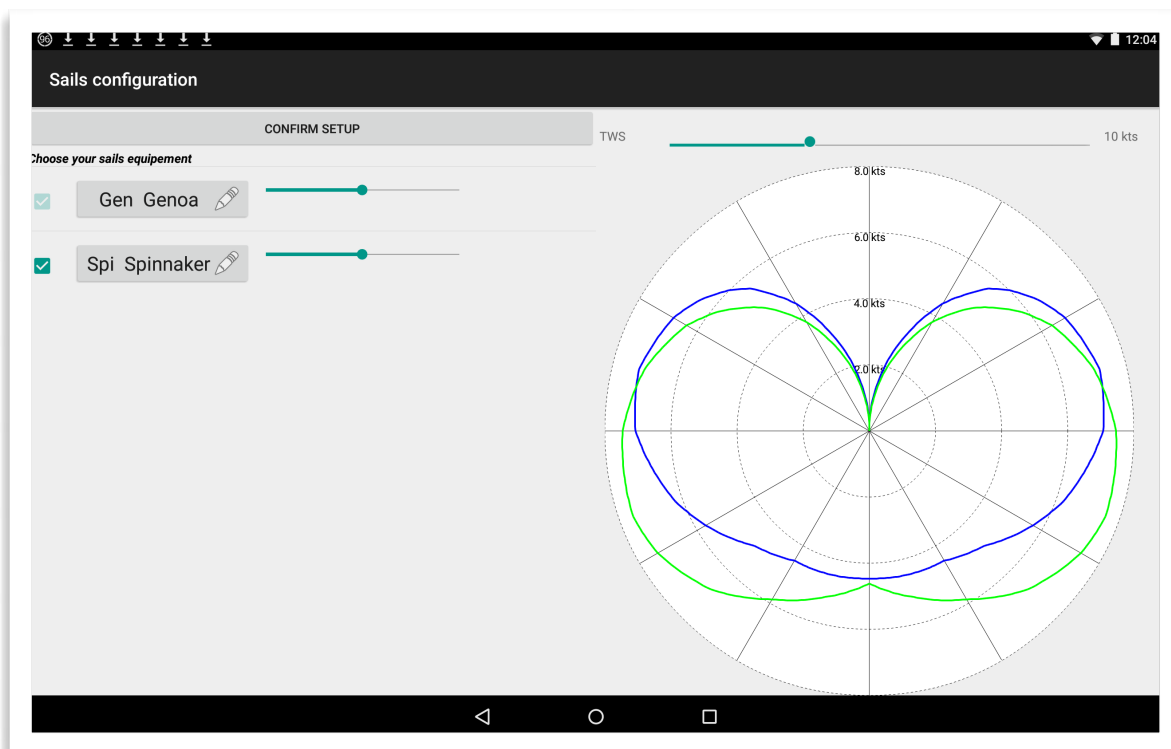 96
12:04
Sails configuration
CONFIRM SETUP
TWS
10 kts
Choose your sails equipement
Gen Genoa
Spi Spinnaker
8.0 kts
6.0 kts
4.0 kts
2.0 kts